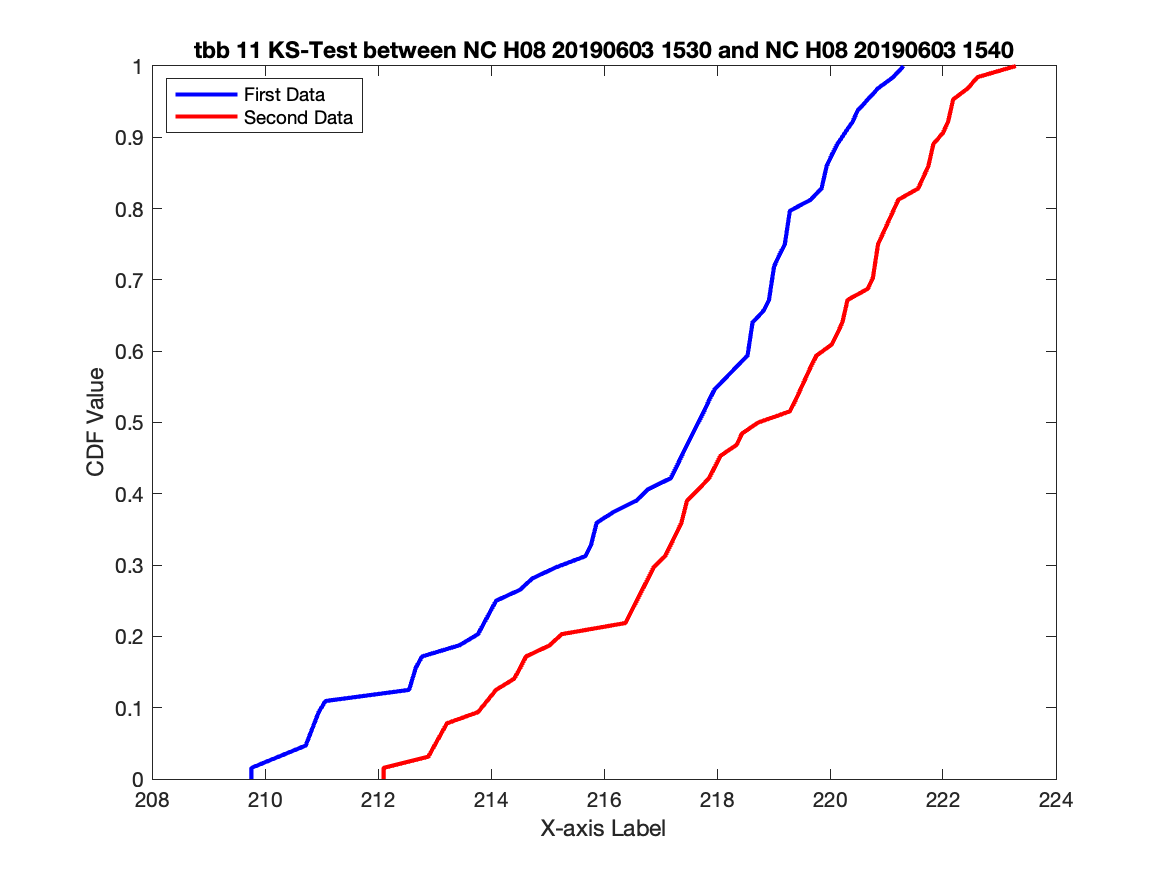 tbb 11 KS-Test between NC H08 20190603 1530 and NC H08 20190603 1540
First Data
Second Data
1
0.9
0.8
0.7
0.6
0.5
0.4
0.3
0.2
0.1
0
CDF Value
208 210 212 214 216 218 220 222 224
X-axis Label